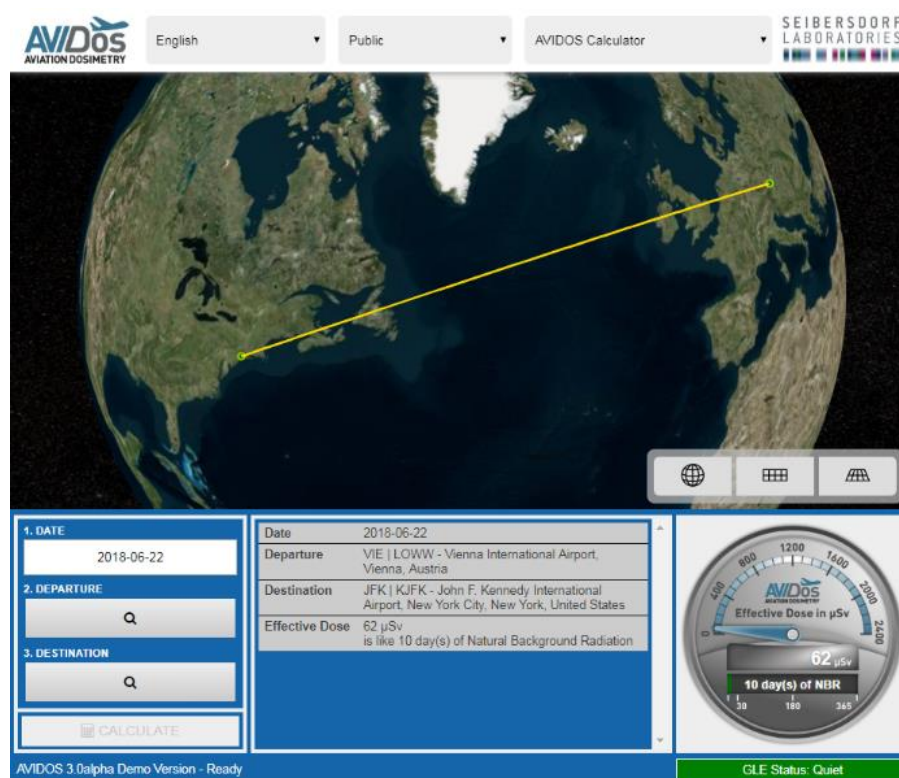 AVIDos
AVIATION DOSIMETRY
English
Public
AVIDOS Calculator
SEIBERSDORF
LABORATORIES
1. DATE
2018-06-22
2. DEPARTURE
3. DESTINATION
CALCULATE
Date 2018-06-22
Departure VIE | LOWW - Vienna International Airport,
Vienna, Austria
Destination JFK | KJFK - John F. Kennedy International
Airport, New York City, New York, United States
Effective Dose 62 µSv
is like 10 day(s) of Natural Background Radiation
0 400 800 1200 1600 2000 2400
AVIDos
AVIATION DOSIMETRY
Effective Dose in µSv
62 µSv
10 day(s) of NBR
30 180 365
AVIDOS 3.0alpha Demo Version - Ready
GLE Status: Quiet